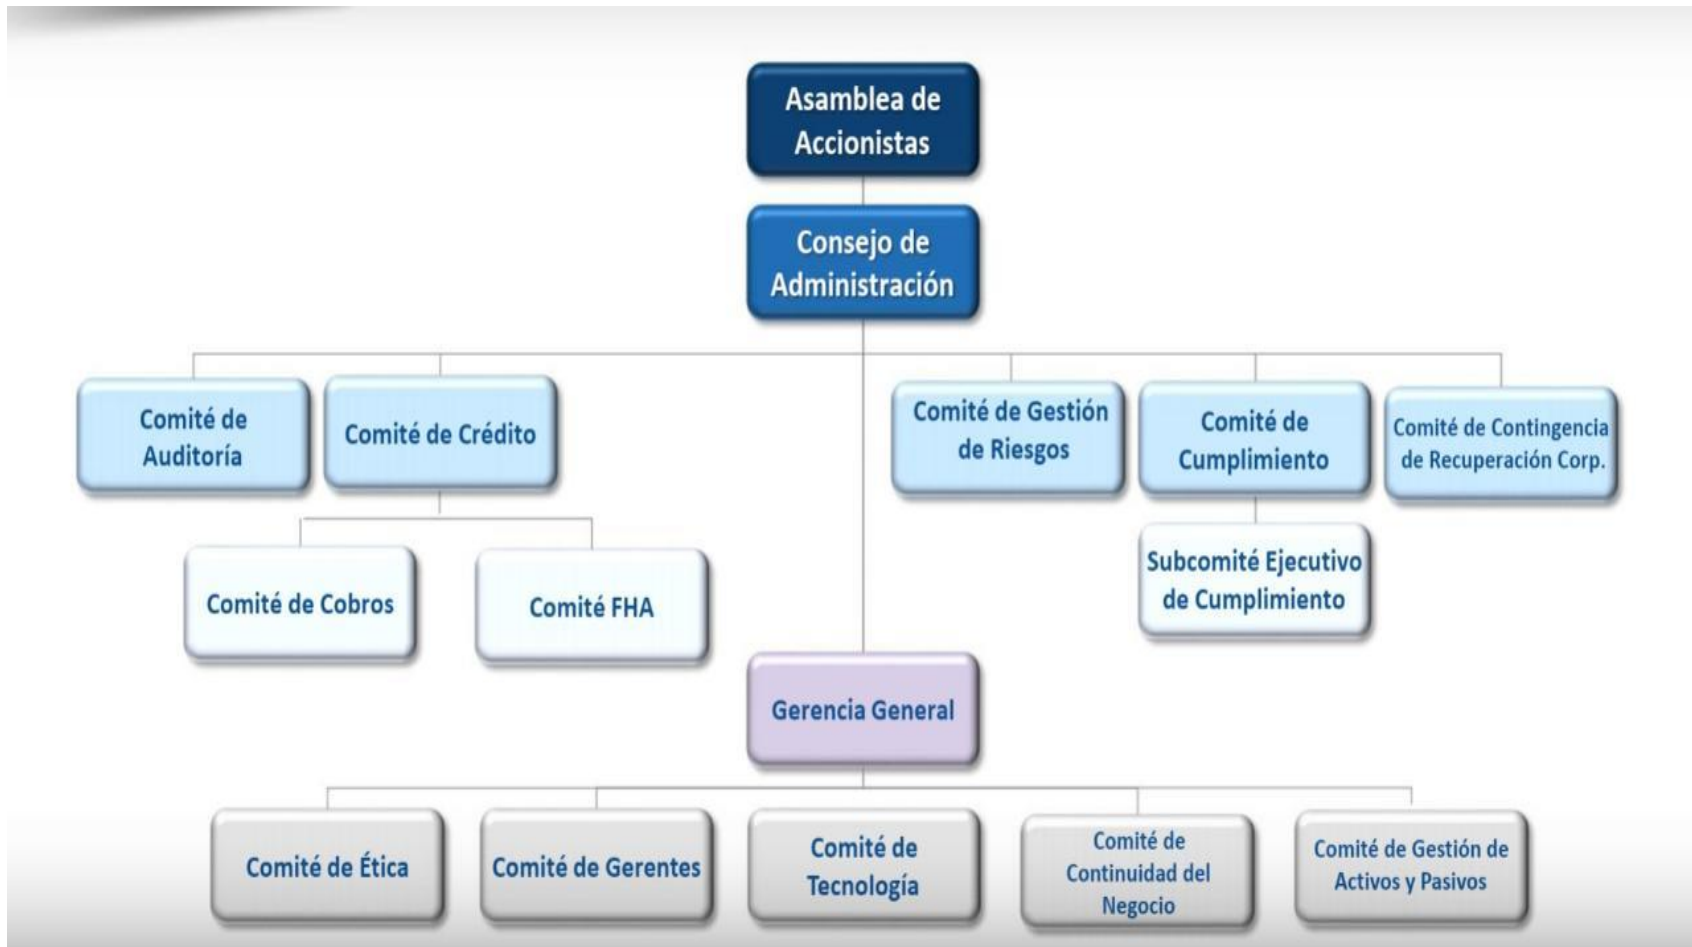 Asamblea de
Accionistas
Consejo de
Administración
Comité de
Auditoría
Comité de Crédito
Comité de Gestión
de Riesgos
Comité de
Cumplimiento
Comité de Contingencia
de Recuperación Corp.
Comité de Cobros
Comité FHA
Subcomité Ejecutivo
de Cumplimiento
Gerencia General
Comité de Ética
Comité de Gerentes
Comité de
Tecnología
Comité de
Continuidad del
Negocio
Comité de Gestión de
Activos y Pasivos